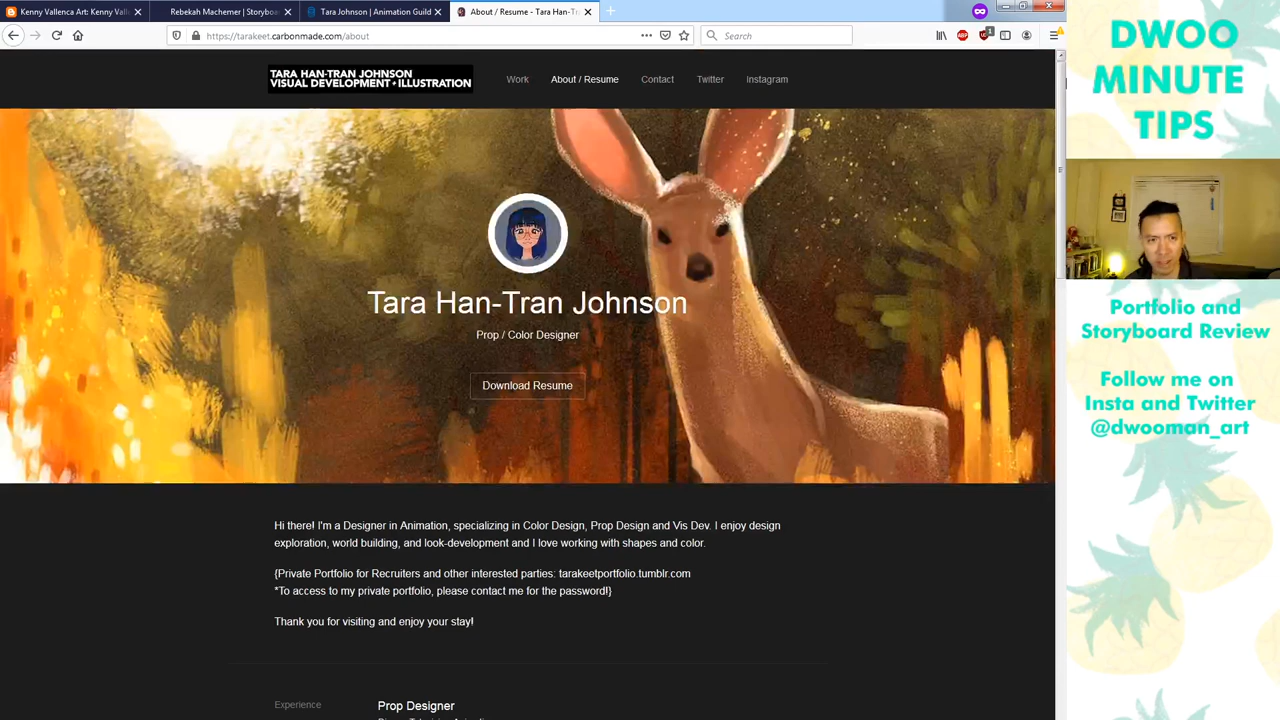 Kenny Vallenca Art: Kenny Vall
Rebekah Machemer | Storyboa
Tara Johnson | Animation Guild
About / Resume - Tara Han-Tr
https://tarakeet.carbonmade.com/about
Search
ABP
1
TARA HAN-TRAN JOHNSON
VISUAL DEVELOPMENT + ILLUSTRATION
Work
About / Resume
Contact
Twitter
Instagram
Tara Han-Tran Johnson
Prop / Color Designer
Download Resume
Hi there! I'm a Designer in Animation, specializing in Color Design, Prop Design and Vis Dev. I enjoy design
exploration, world building, and look-development and I love working with shapes and color.
{Private Portfolio for Recruiters and other interested parties: tarakeetportfolio.tumblr.com
*To access to my private portfolio, please contact me for the password!}
Thank you for visiting and enjoy your stay!
Experience
Prop Designer
DWOO
MINUTE
TIPS
Portfolio and
Storyboard Review
Follow me on
Insta and Twitter
@dwooman_art